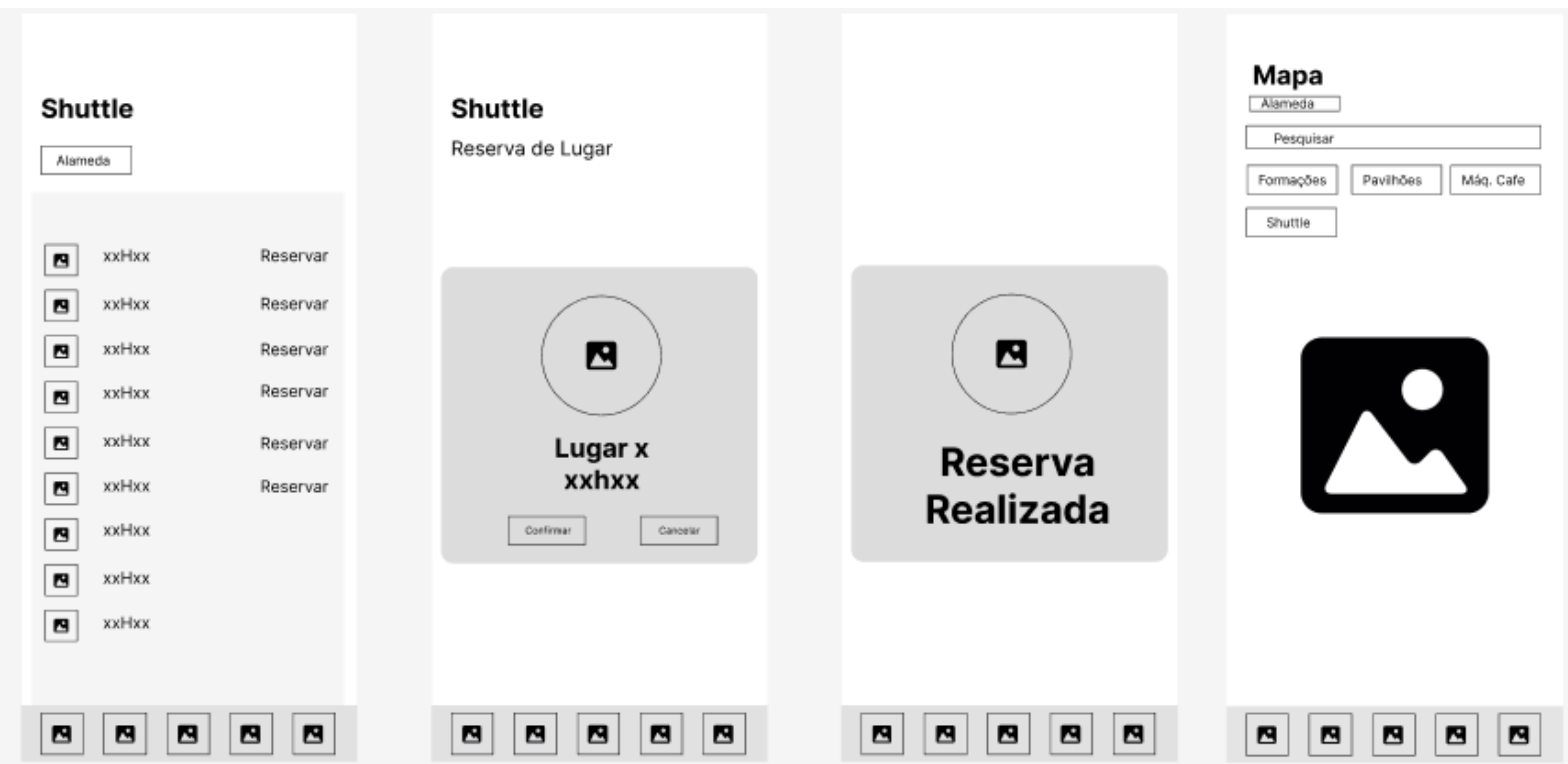 Shuttle
Alameda
xxHxx Reservar
xxHxx Reservar
xxHxx Reservar
xxHxx Reservar
xxHxx Reservar
xxHxx Reservar
xxHxx
xxHxx
xxHxx
Shuttle
Reserva de Lugar
Lugar x
xxhxx
Confirmar Cancelar
Reserva
Realizada
Mapa
Alameda
Pesquisar
Formações Pavilhões Máq. Cafe
Shuttle